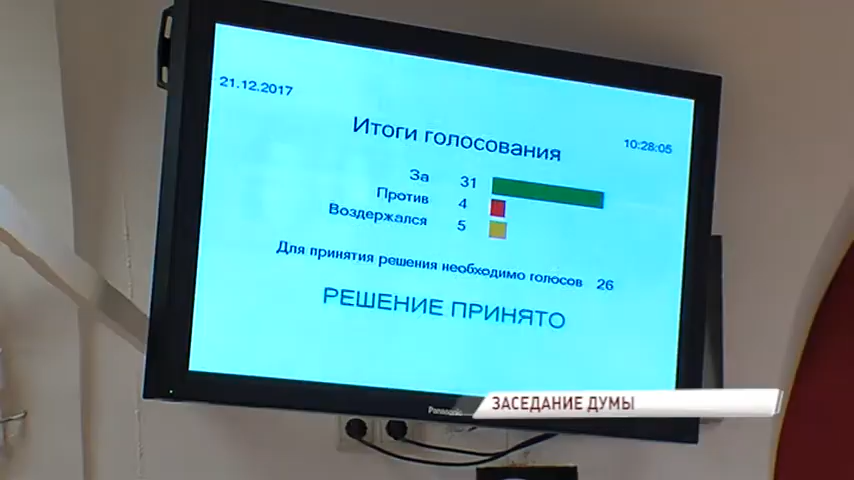 21.12.2017
10:28:05
Итоги голосования
За 31
Против 4
Воздержался 5
Для принятия решения необходимо голосов 26
РЕШЕНИЕ ПРИНЯТО
Panasonic
ЗАСЕДАНИЕ ДУМЫ